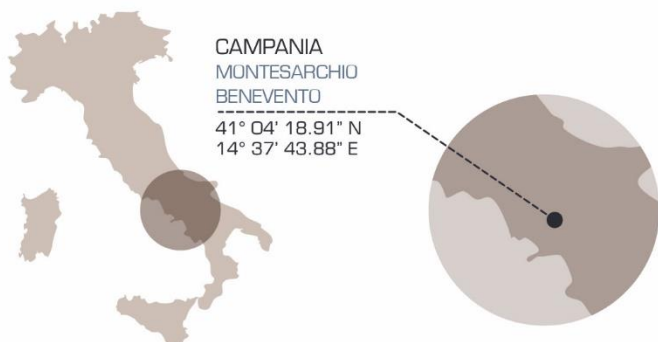 CAMPANIA
MONTESARCHIO
BENEVENTO
41° 04' 18.91" N
14° 37' 43.88" E